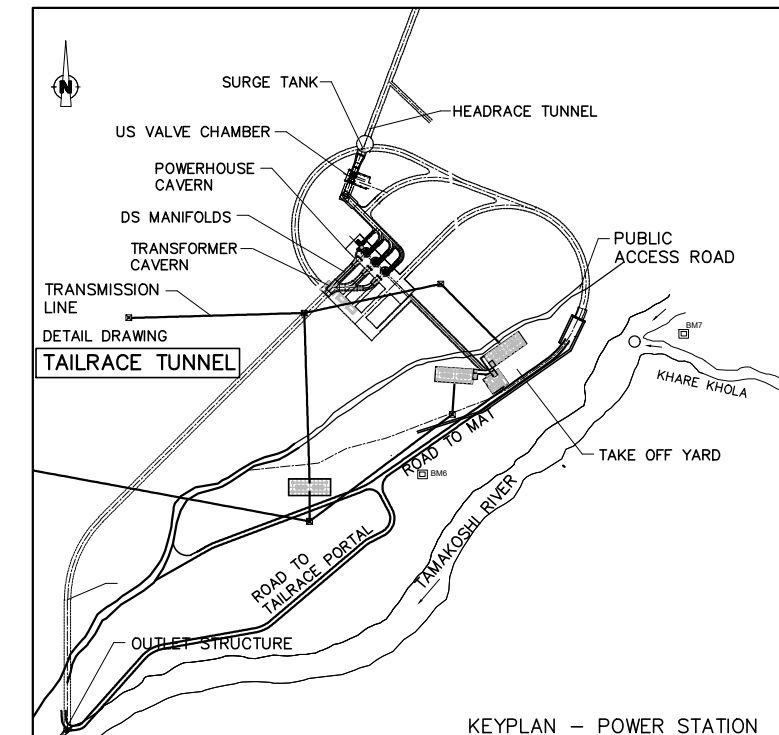 N
SURGE TANK
HEADRACE TUNNEL
US VALVE CHAMBER
POWERHOUSE
CAVERN
DS MANIFOLDS
TRANSFORMER
CAVERN
PUBLIC
ACCESS ROAD
TRANSMISSION
LINE
DETAIL DRAWING
TAILRACE TUNNEL
BM7
KHARE KHOLA
ROAD TO MA1
TAKE OFF YARD
BM6
TAMAKOSHI RIVER
ROAD TO
TAILRACE PORTAL
OUTLET STRUCTURE
KEYPLAN – POWER STATION